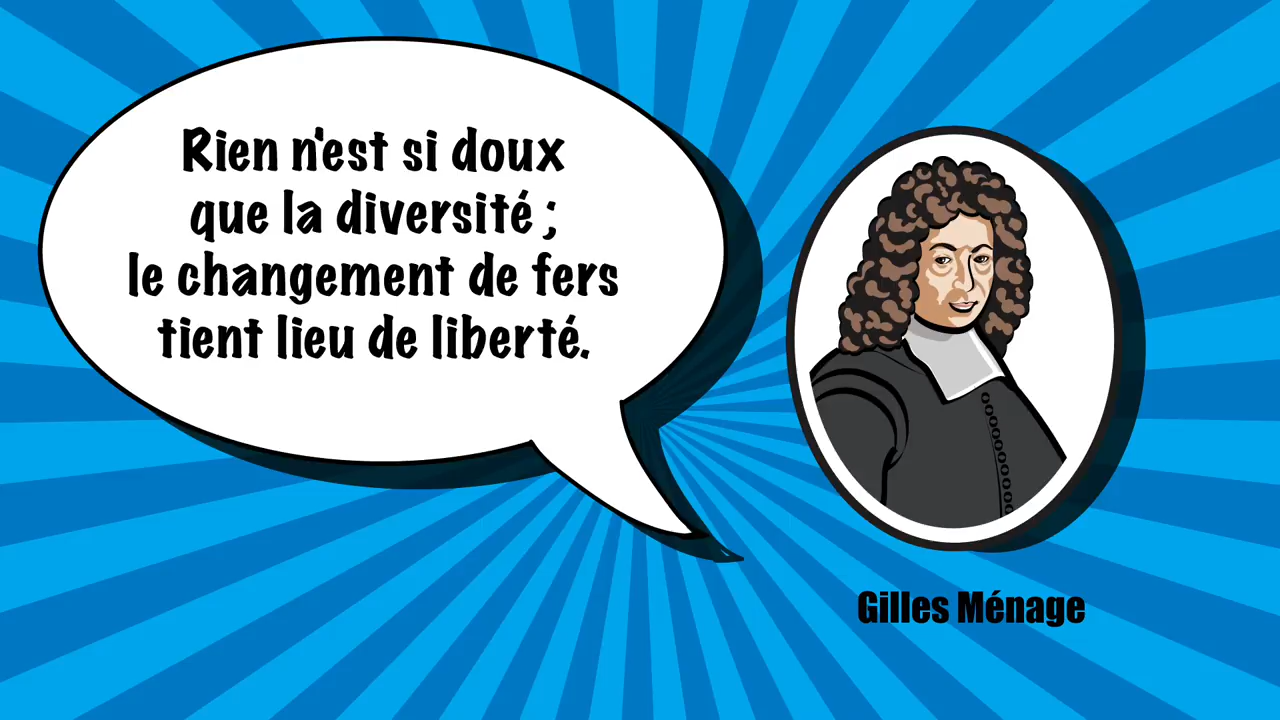 Rien n'est si doux
que la diversité ;
le changement de fers
tient lieu de liberté.
Gilles Ménage